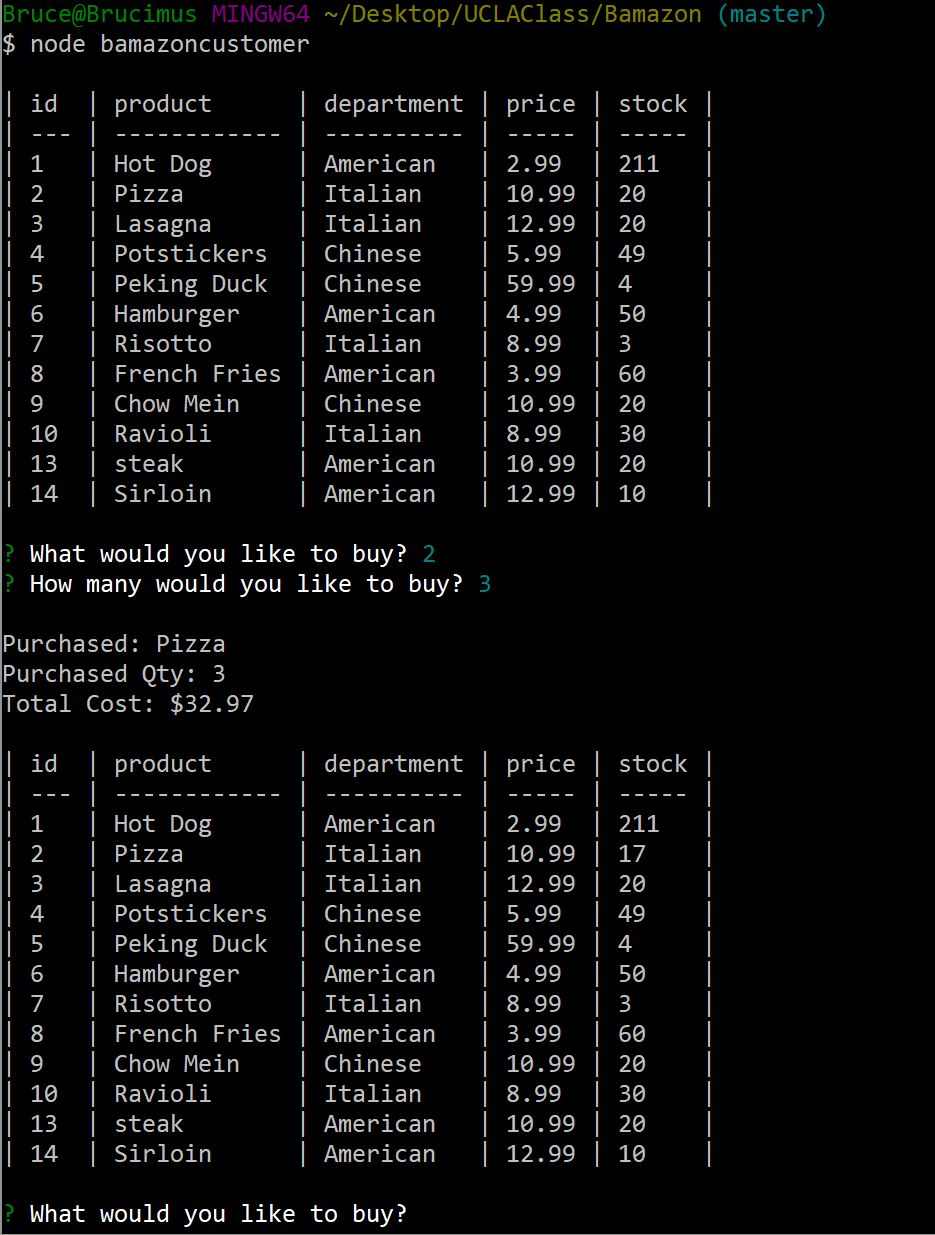 Bruce@Brucimus MINGW64 ~/Desktop/UCLAClass/Bamazon (master)
$ node bamazoncustomer
| id  | product      | department | price | stock |
| --- | ------------ | ---------- | ----- | ----- |
| 1   | Hot Dog      | American   | 2.99  | 211   |
| 2   | Pizza        | Italian    | 10.99 | 20    |
| 3   | Lasagna      | Italian    | 12.99 | 20    |
| 4   | Potstickers  | Chinese    | 5.99  | 49    |
| 5   | Peking Duck  | Chinese    | 59.99 | 4     |
| 6   | Hamburger    | American   | 4.99  | 50    |
| 7   | Risotto      | Italian    | 8.99  | 3     |
| 8   | French Fries | American   | 3.99  | 60    |
| 9   | Chow Mein    | Chinese    | 10.99 | 20    |
| 10  | Ravioli      | Italian    | 8.99  | 30    |
| 13  | steak        | American   | 10.99 | 20    |
| 14  | Sirloin      | American   | 12.99 | 10    |
? What would you like to buy? 2
? How many would you like to buy? 3
Purchased: Pizza
Purchased Qty: 3
Total Cost: $32.97
| id  | product      | department | price | stock |
| --- | ------------ | ---------- | ----- | ----- |
| 1   | Hot Dog      | American   | 2.99  | 211   |
| 2   | Pizza        | Italian    | 10.99 | 17    |
| 3   | Lasagna      | Italian    | 12.99 | 20    |
| 4   | Potstickers  | Chinese    | 5.99  | 49    |
| 5   | Peking Duck  | Chinese    | 59.99 | 4     |
| 6   | Hamburger    | American   | 4.99  | 50    |
| 7   | Risotto      | Italian    | 8.99  | 3     |
| 8   | French Fries | American   | 3.99  | 60    |
| 9   | Chow Mein    | Chinese    | 10.99 | 20    |
| 10  | Ravioli      | Italian    | 8.99  | 30    |
| 13  | steak        | American   | 10.99 | 20    |
| 14  | Sirloin      | American   | 12.99 | 10    |
? What would you like to buy?